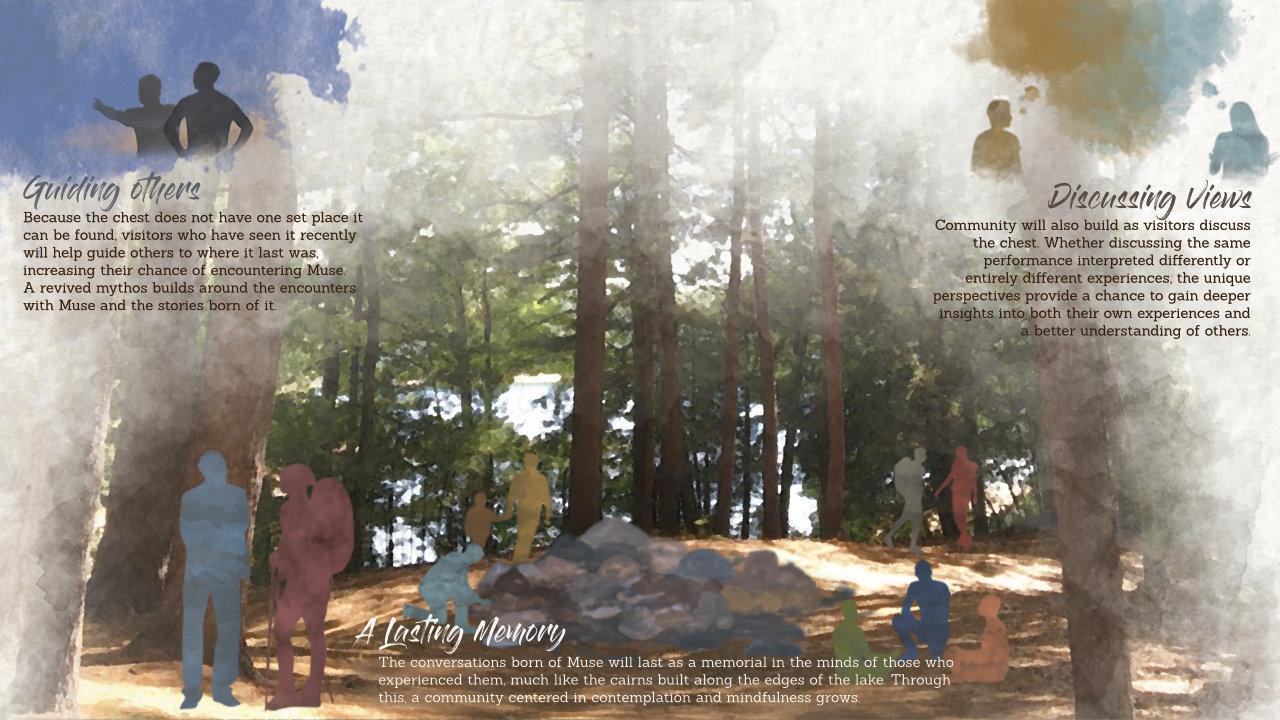 Guiding others
Because the chest does not have one set place it
can be found, visitors who have seen it recently
will help guide others to where it last was,
increasing their chance of encountering Muse.
A revived mythos builds around the encounters
with Muse and the stories born of it.
Discussing Views
Community will also build as visitors discuss
the chest. Whether discussing the same
performance interpreted differently or
entirely different experiences, the unique
perspectives provide a chance to gain deeper
insights into both their own experiences and
a better understanding of others.
A Lasting Memory
The conversations born of Muse will last as a memorial in the minds of those who
experienced them, much like the cairns built along the edges of the lake. Through
this, a community centered in contemplation and mindfulness grows.